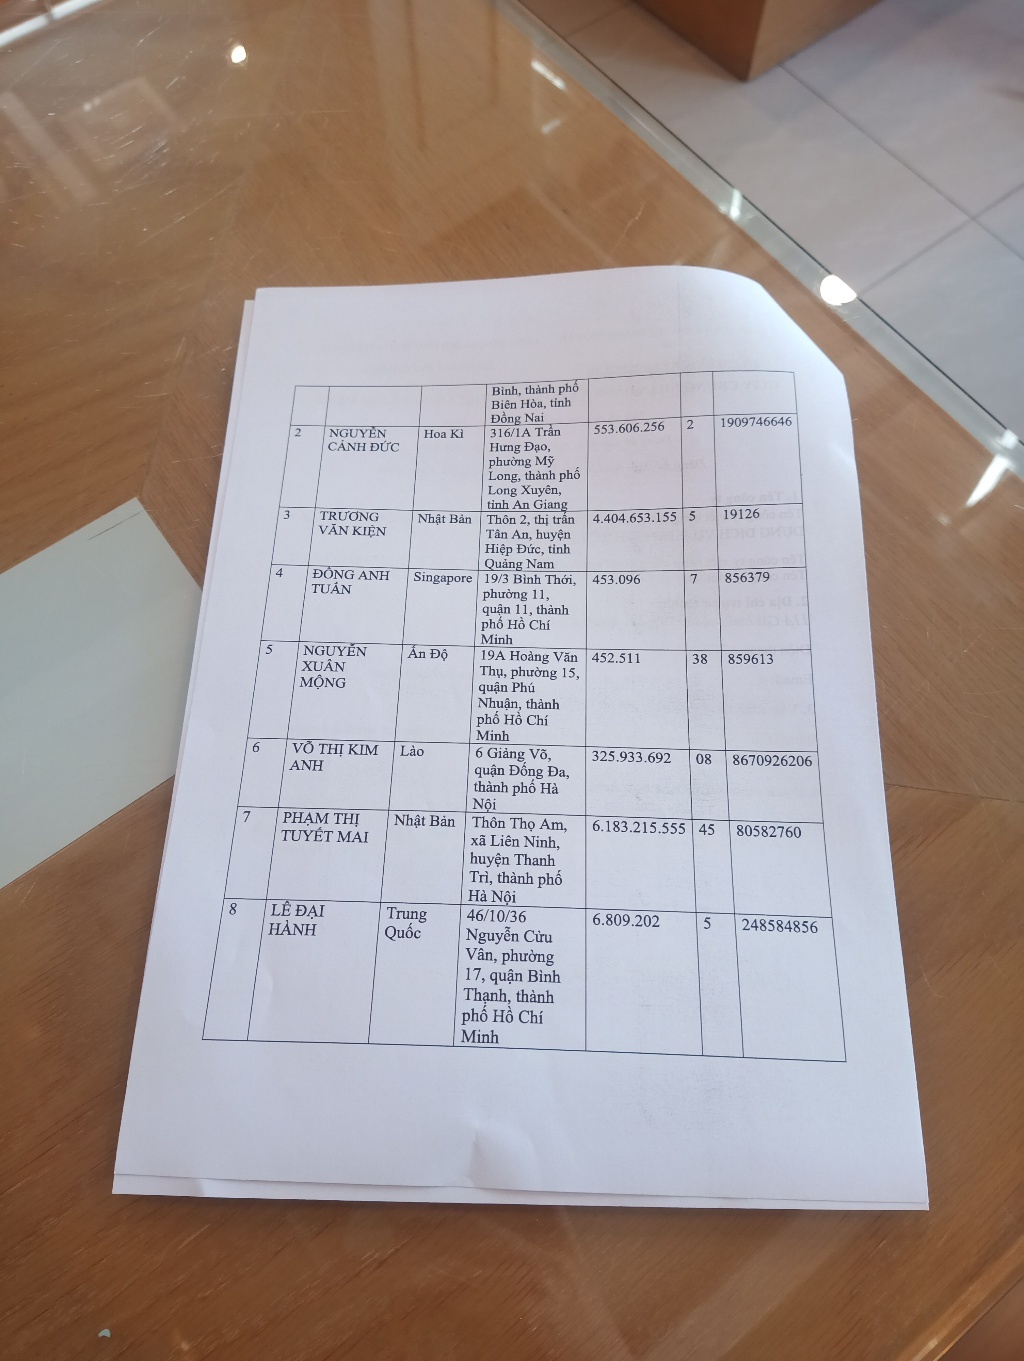 Bình, thành phố
Biên Hòa, tỉnh
Đồng Nai
2 NGUYỄN Hoa Kì 316/1A Trần 553.606.256 2 1909746646
CẢNH ĐỨC Hưng Đạo,
phường Mỹ
Long, thành phố
Long Xuyên,
tỉnh An Giang
3 TRƯƠNG Nhật Bản Thôn 2, thị trấn 4.404.653.155 5 19126
VĂN KIỆN Tân An, huyện
Hiệp Đức, tỉnh
Quảng Nam
4 ĐỒNG ANH Singapore 19/3 Bình Thới, 453.096 7 856379
TUẤN phường 11,
quận 11, thành
phố Hồ Chí
Minh
5 NGUYỄN Ấn Độ 19A Hoàng Văn 452.511 38 859613
XUÂN Thụ, phường 15,
MỘNG quận Phú
Nhuận, thành
phố Hồ Chí
Minh
6 VÕ THỊ KIM Lào 6 Giảng Võ, 325.933.692 08 8670926206
ANH quận Đống Đa,
thành phố Hà
Nội
7 PHẠM THỊ Nhật Bản Thôn Thọ Am, 6.183.215.555 45 80582760
TUYẾT MAI xã Liên Ninh,
huyện Thanh
Trì, thành phố
Hà Nội
8 LÊ ĐẠI Trung 46/10/36 6.809.202 5 248584856
HÀNH Quốc Nguyễn Cửu
Vân, phường
17, quận Bình
Thạnh, thành
phố Hồ Chí
Minh